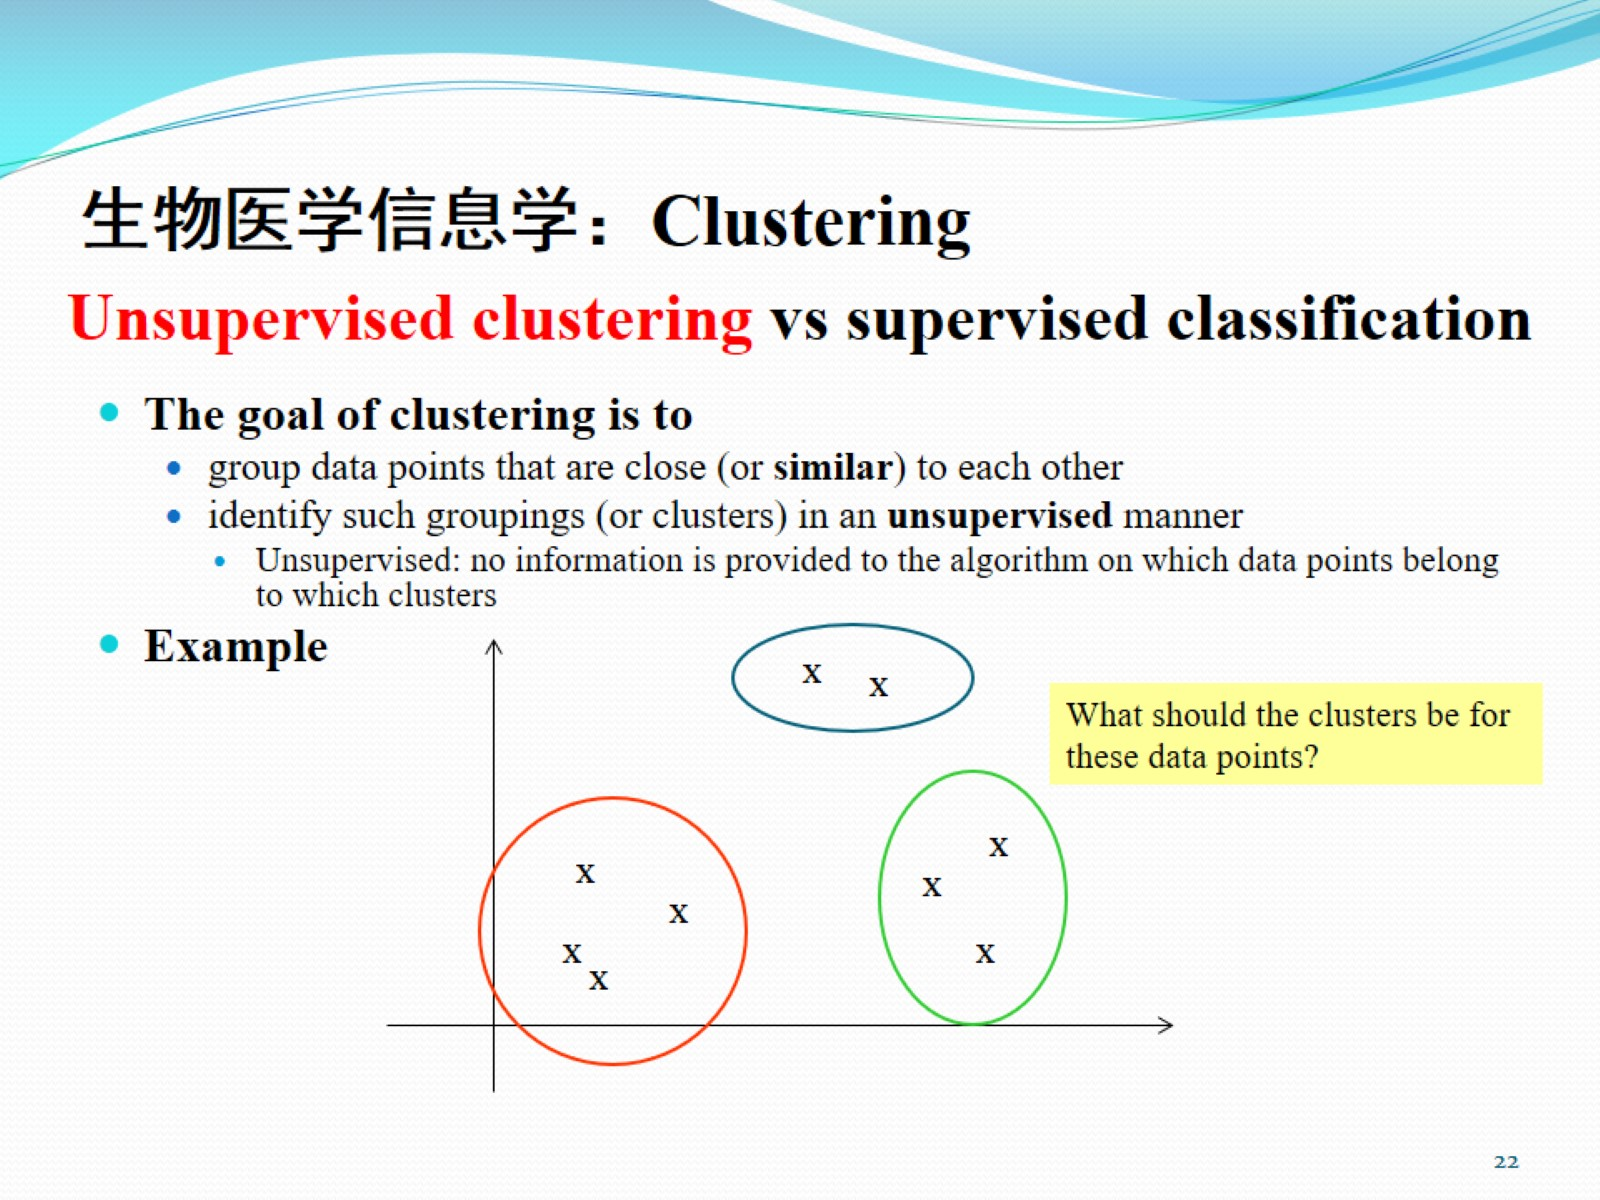 生物医学信息学：Clustering
Unsupervised clustering vs supervised classification
The goal of clustering is to
group data points that are close (or similar) to each other
identify such groupings (or clusters) in an unsupervised manner
Unsupervised: no information is provided to the algorithm on which data points belong
to which clusters
Example
x
x
What should the clusters be for
these data points?
x
x
x
x
x
x
x
22